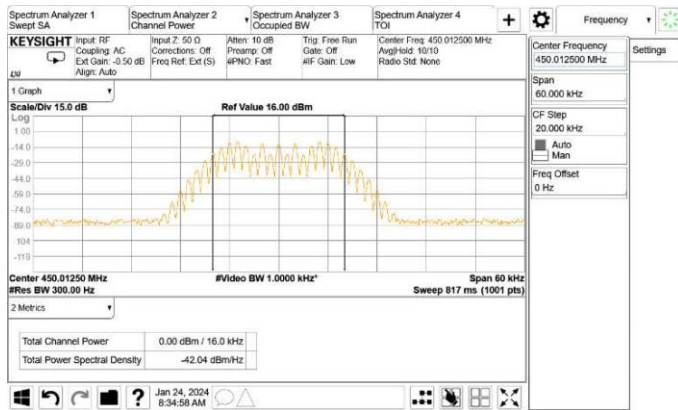 Spectrum Analyzer 1
Swept SA
Spectrum Analyzer 2
Channel Power
Spectrum Analyzer 3
Occupied BW
Spectrum Analyzer 4
TOI
+
Frequency
KEYSIGHT
Input: RF
Coupling: AC
Ext Gain: -0.50 dB
Align: Auto
Input Z: 50 Ω
Corrections: Off
Freq Ref: Ext (S)
Atten: 10 dB
Preamp: Off
#PNO: Fast
Trig: Free Run
Gate: Off
#IF Gain: Low
Center Freq: 450.012500 MHz
Avg|Hold: 10/10
Radio Std: None
LXI
Center Frequency
450.012500 MHz
Settings
Span
60.000 kHz
CF Step
20.000 kHz
Auto
Man
Freq Offset
0 Hz
1 Graph
Scale/Div 15.0 dB
Ref Value 16.00 dBm
Log
1.00
-14.0
-29.0
-44.0
-59.0
-74.0
-89.0
-104
-119
Center 450.01250 MHz
#Video BW 1.0000 kHz*
Span 60 kHz
#Res BW 300.00 Hz
Sweep 817 ms (1001 pts)
2 Metrics
Total Channel Power 0.00 dBm / 16.0 kHz
Total Power Spectral Density -42.04 dBm/Hz
?
Jan 24, 2024
8:34:58 AM